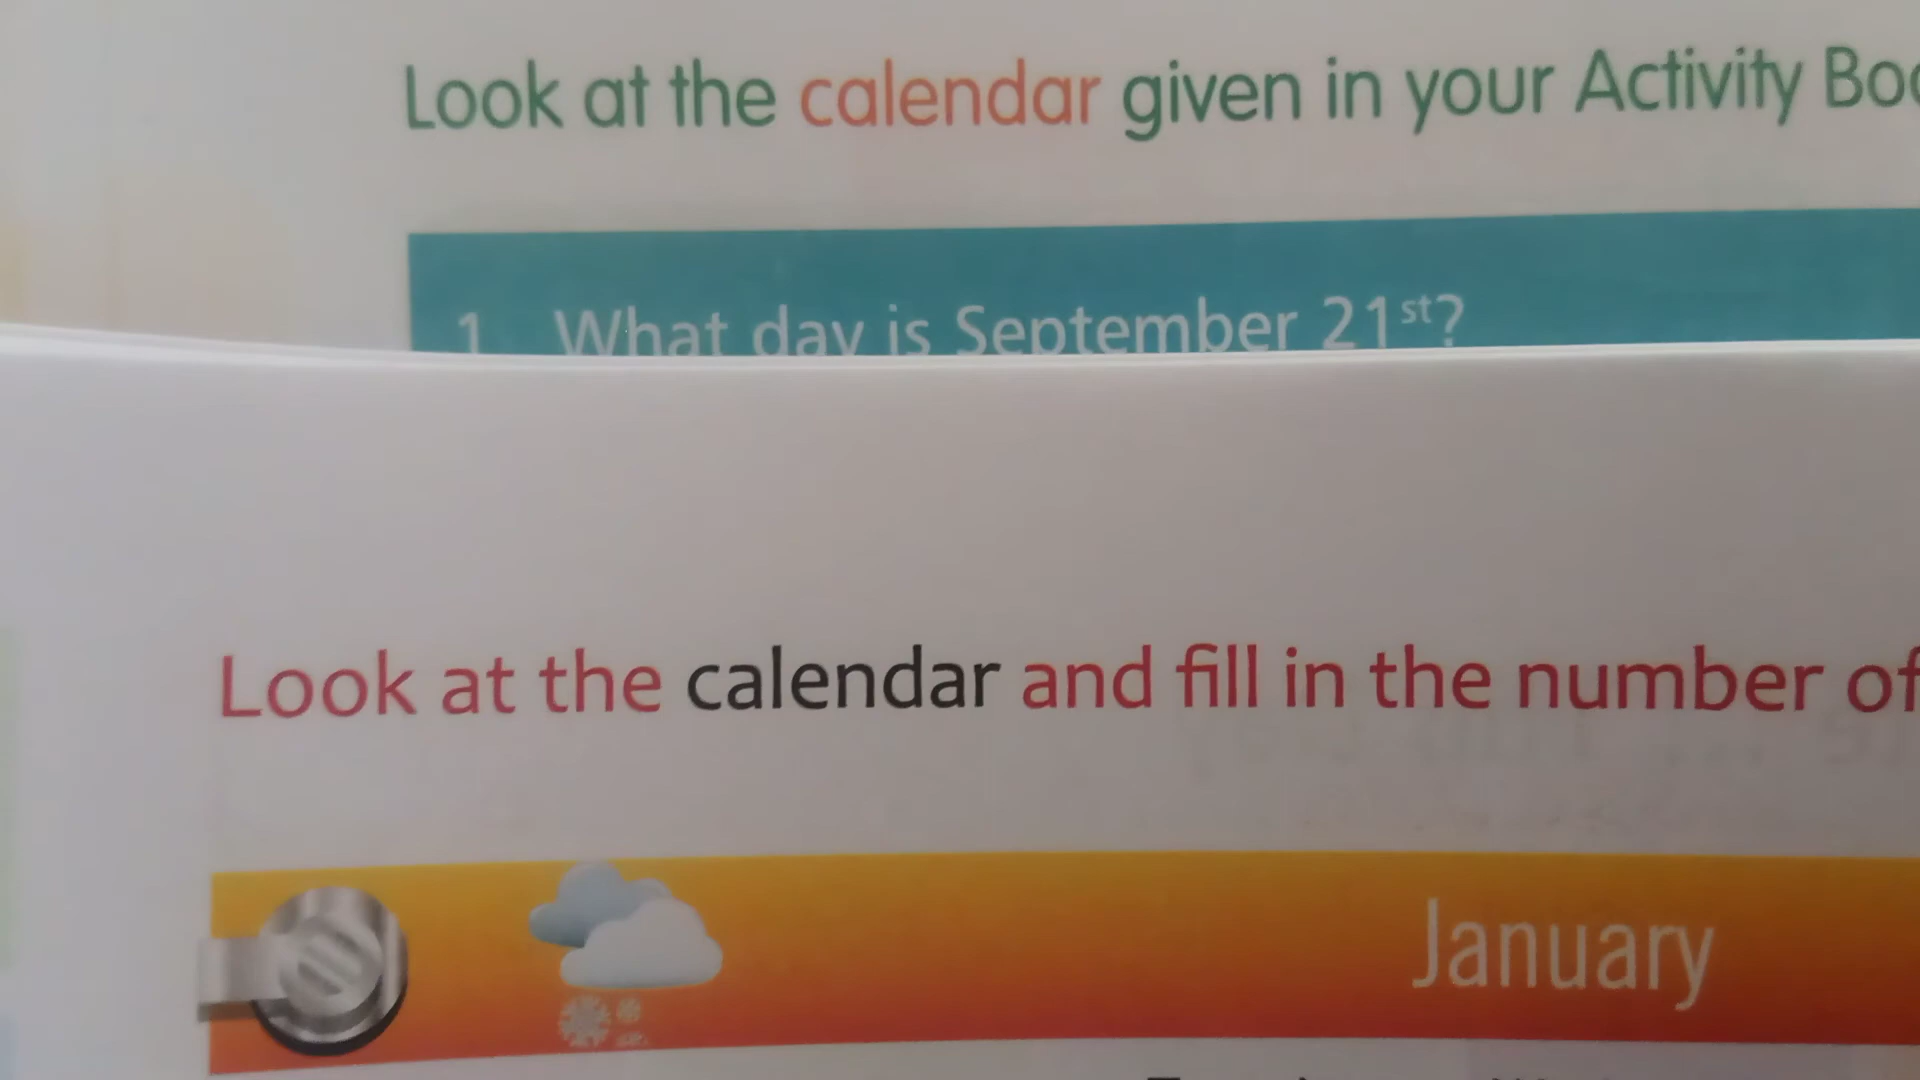 Look at the calendar given in your Activity
1. What day is September 21st?
Look at the calendar and fill in the number of
January